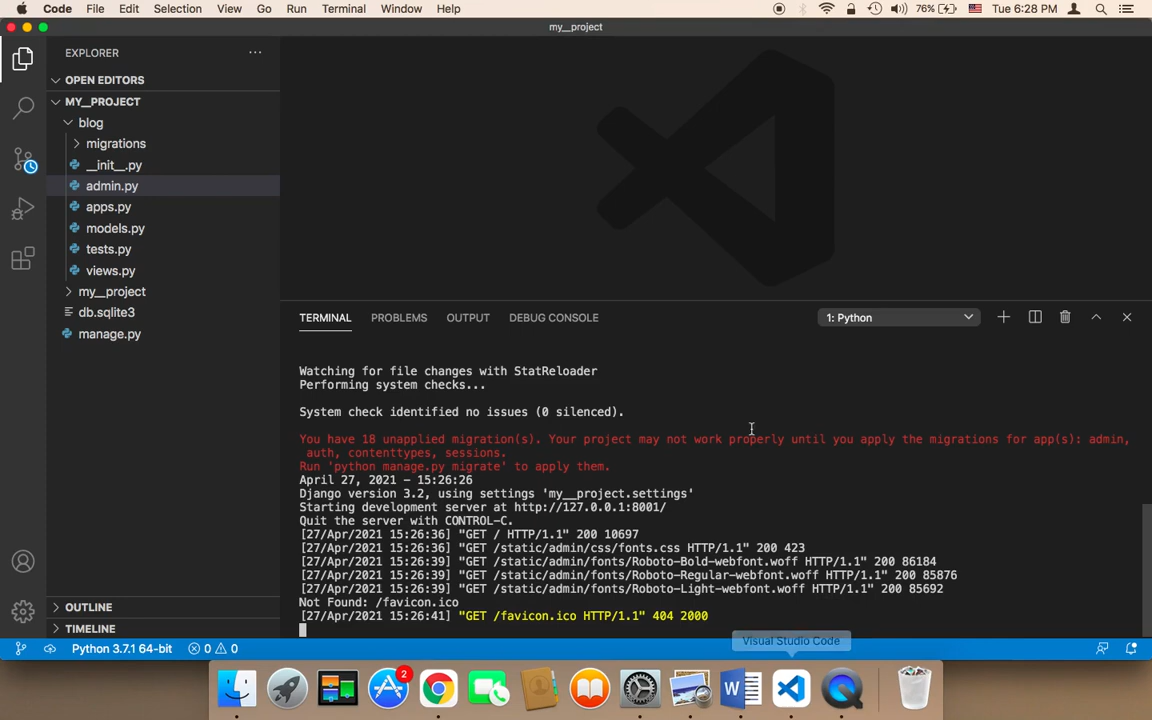 Code File Edit Selection View Go Run Terminal Window Help 76% Tue 6:28 PM
my__project
EXPLORER
OPEN EDITORS
MY__PROJECT
blog
migrations
__init__.py
admin.py
apps.py
models.py
tests.py
views.py
my__project
db.sqlite3
manage.py
OUTLINE
TIMELINE
TERMINAL PROBLEMS OUTPUT DEBUG CONSOLE 1: Python
Watching for file changes with StatReloader
Performing system checks...
System check identified no issues (0 silenced).
You have 18 unapplied migration(s). Your project may not work properly until you apply the migrations for app(s): admin,
auth, contenttypes, sessions.
Run 'python manage.py migrate' to apply them.
April 27, 2021 - 15:26:26
Django version 3.2, using settings 'my__project.settings'
Starting development server at http://127.0.0.1:8001/
Quit the server with CONTROL-C.
[27/Apr/2021 15:26:36] "GET / HTTP/1.1" 200 10697
[27/Apr/2021 15:26:36] "GET /static/admin/css/fonts.css HTTP/1.1" 200 423
[27/Apr/2021 15:26:39] "GET /static/admin/fonts/Roboto-Bold-webfont.woff HTTP/1.1" 200 86184
[27/Apr/2021 15:26:39] "GET /static/admin/fonts/Roboto-Regular-webfont.woff HTTP/1.1" 200 85876
[27/Apr/2021 15:26:39] "GET /static/admin/fonts/Roboto-Light-webfont.woff HTTP/1.1" 200 85692
Not Found: /favicon.ico
[27/Apr/2021 15:26:41] "GET /favicon.ico HTTP/1.1" 404 2000
Python 3.7.1 64-bit 0 0
Visual Studio Code
2
W